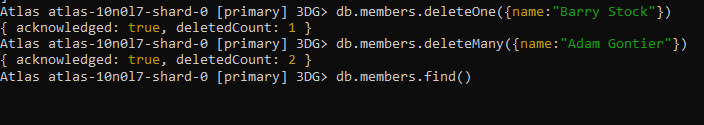 Atlas atlas-10n0l7-shard-0 [primary] 3DG> db.members.deleteOne({name:"Barry Stock"})
{ acknowledged: true, deletedCount: 1 }
Atlas atlas-10n0l7-shard-0 [primary] 3DG> db.members.deleteMany({name:"Adam Gontier"})
{ acknowledged: true, deletedCount: 2 }
Atlas atlas-10n0l7-shard-0 [primary] 3DG> db.members.find()